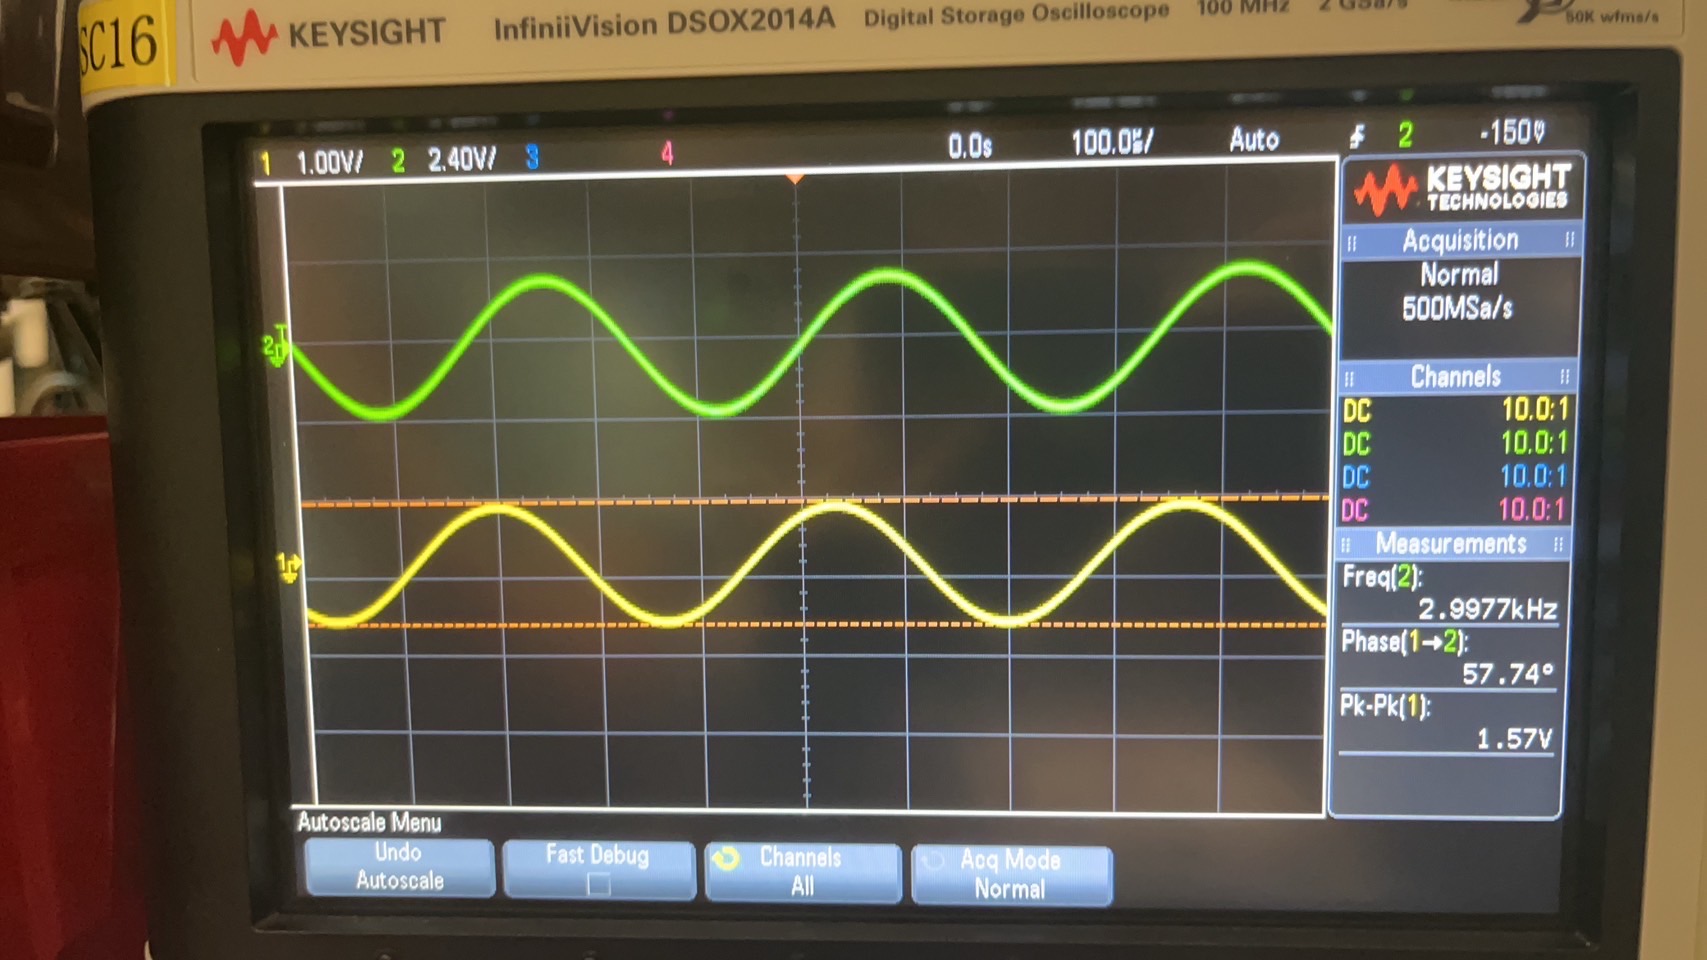 SC16
KEYSIGHT InfiniiVision DSOX2014A Digital Storage Oscilloscope 100 MHz 2 GSa/s 50K wfms/s
1 1.00V/ 2 2.40V/ 3 4 0.0s 100.0us/ Auto 2 -150
KEYSIGHT
TECHNOLOGIES
Acquisition
Normal
500MSa/s
Channels
DC 10.0:1
DC 10.0:1
DC 10.0:1
DC 10.0:1
Measurements
Freq(2):
2.9977kHz
Phase(1→2):
57.74°
Pk-Pk(1):
1.57V
2
1
Autoscale Menu
Undo
Autoscale
Fast Debug
Channels
All
Acq Mode
Normal